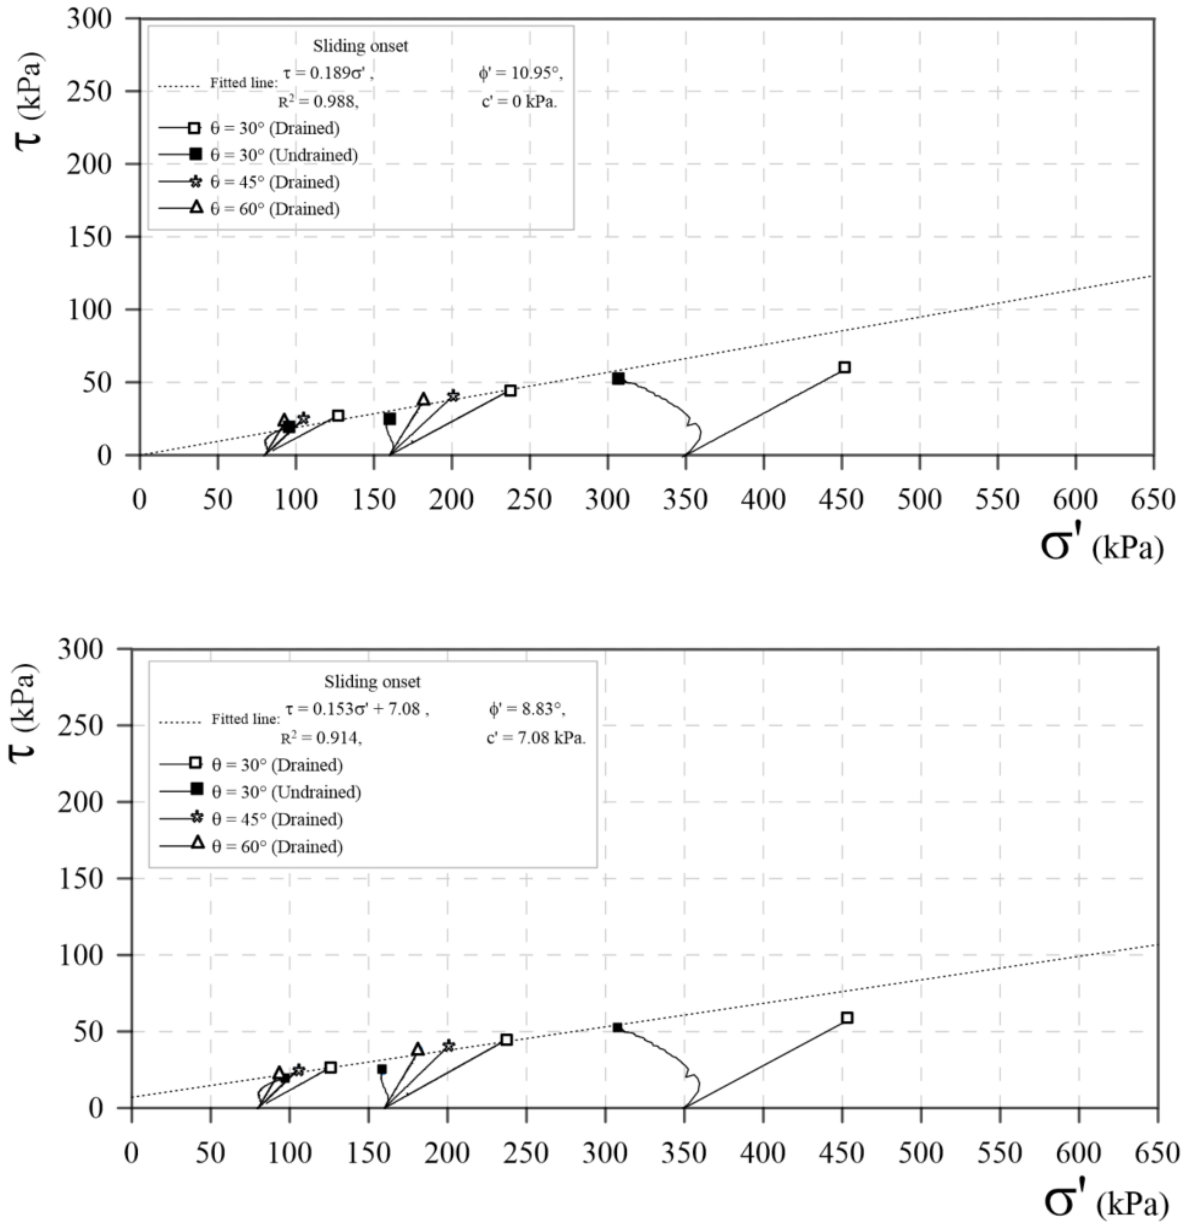 300
250
200
150
100
50
0
τ (kPa)
Sliding onset
Fitted line: τ = 0.189σ' , ϕ' = 10.95°,
R² = 0.988, c' = 0 kPa.
θ = 30° (Drained)
θ = 30° (Undrained)
θ = 45° (Drained)
θ = 60° (Drained)
0 50 100 150 200 250 300 350 400 450 500 550 600 650
σ' (kPa)
300
250
200
150
100
50
0
τ (kPa)
Sliding onset
Fitted line: τ = 0.153σ' + 7.08 , ϕ' = 8.83°,
R² = 0.914, c' = 7.08 kPa.
θ = 30° (Drained)
θ = 30° (Undrained)
θ = 45° (Drained)
θ = 60° (Drained)
0 50 100 150 200 250 300 350 400 450 500 550 600 650
σ' (kPa)